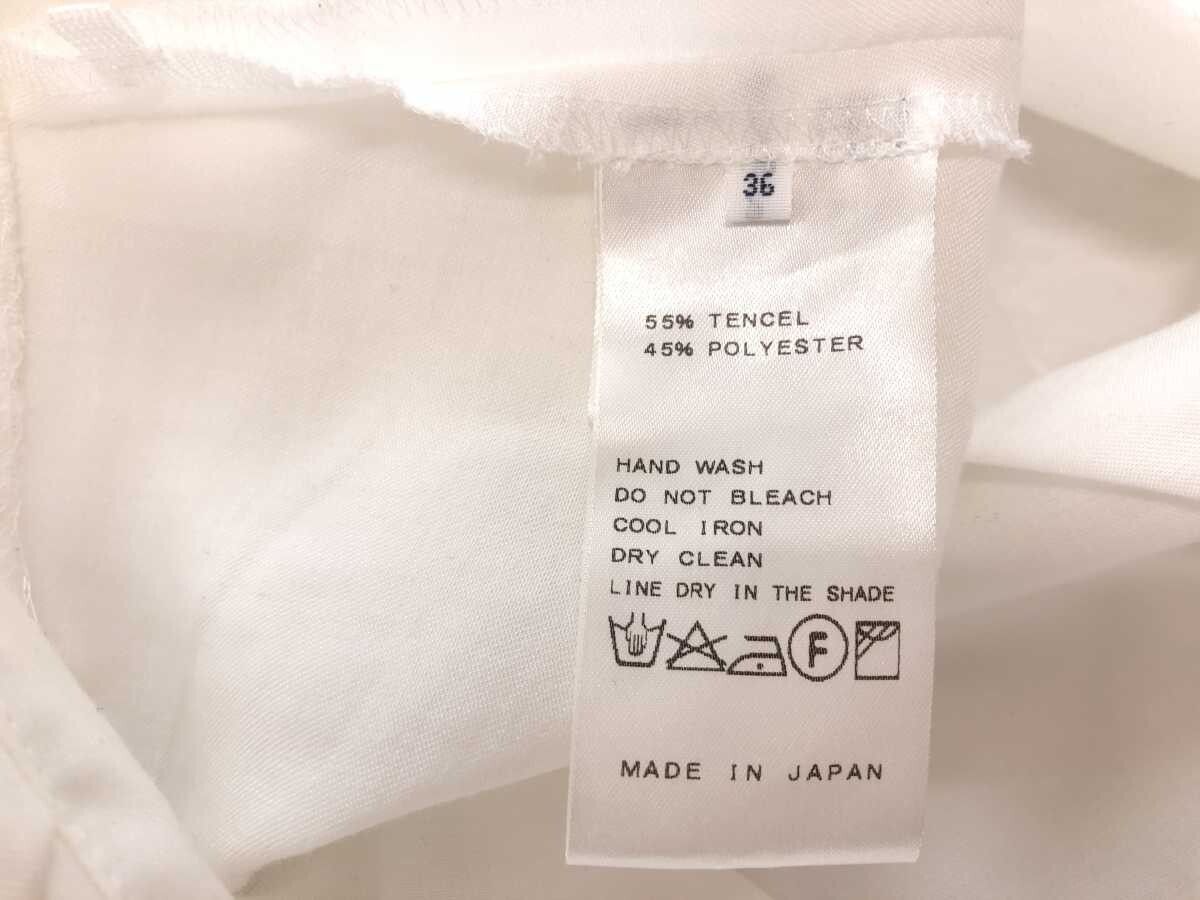 36
55% TENCEL
45% POLYESTER
HAND WASH
DO NOT BLEACH
COOL IRON
DRY CLEAN
LINE DRY IN THE SHADE
F
MADE IN JAPAN